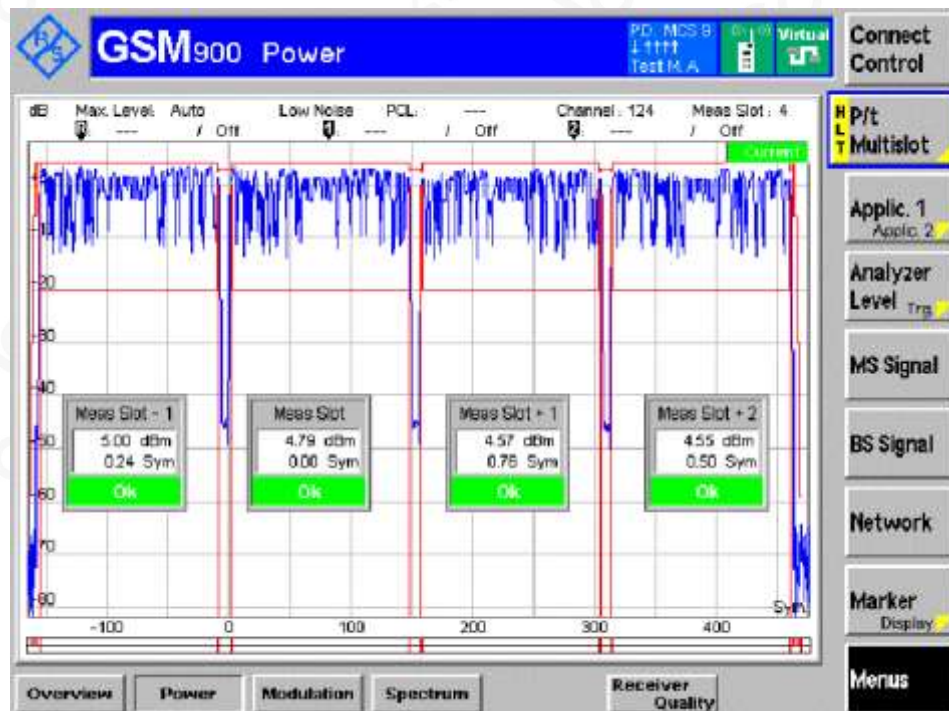 GSM900 Power
PD: MCS 9
↓↑↑↑↑
Test M. A.
Virtual
Connect
Control
dB Max. Level: Auto Low Noise PCL: --- Channel: 124 Meas Slot: 4
--- / Off 1 --- / Off 2 --- / Off
Current
H
L
T
P/t
Multislot
Applic. 1
Applic. 2
Analyzer
Level Trg.
MS Signal
BS Signal
Network
Marker
Display
Menus
-10
-20
-30
-40
-50
-60
-70
-80
Meas Slot - 1
5.00 dBm
0.24 Sym
Ok
Meas Slot
4.79 dBm
0.00 Sym
Ok
Meas Slot + 1
4.57 dBm
0.76 Sym
Ok
Meas Slot + 2
4.55 dBm
0.50 Sym
Ok
Sym.
-100 0 100 200 300 400
Overview Power Modulation Spectrum Receiver
Quality